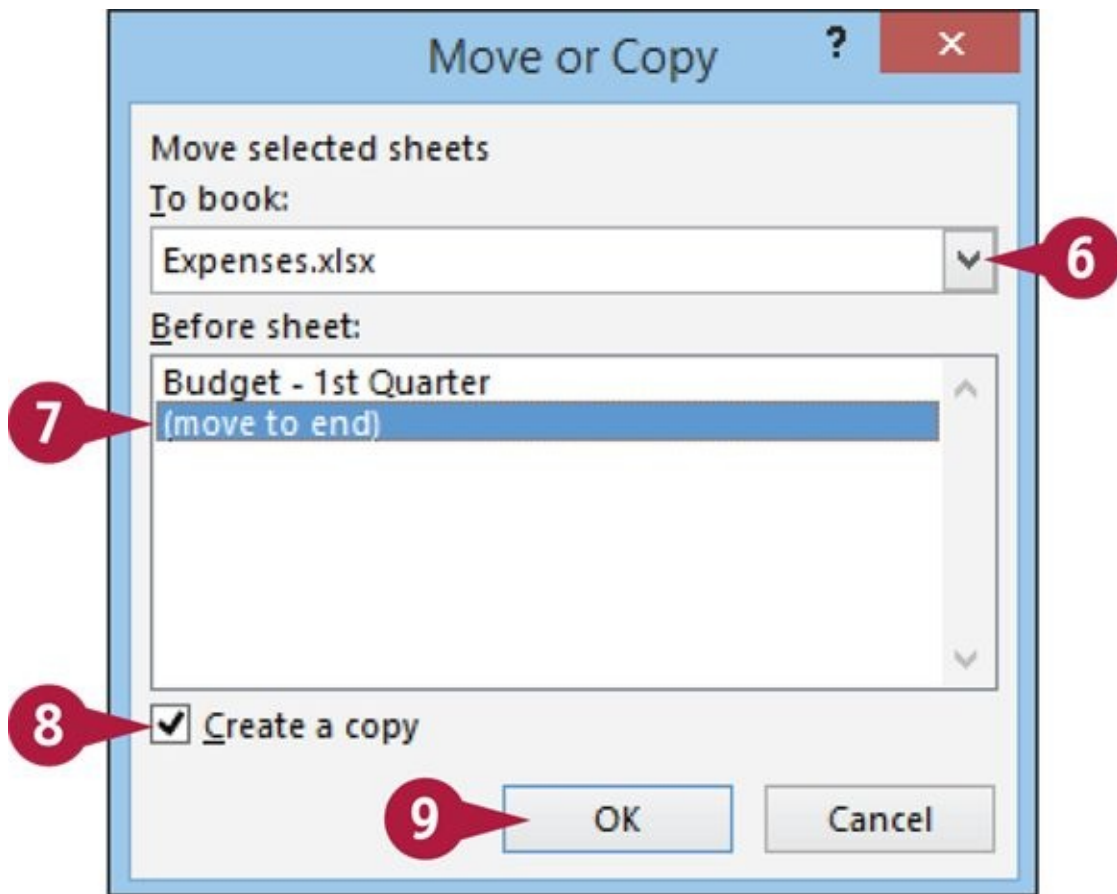 Move or Copy
?
×
Move selected sheets
To book:
Expenses.xlsx
6
Before sheet:
Budget - 1st Quarter
7
(move to end)
8
Create a copy
9
OK
Cancel